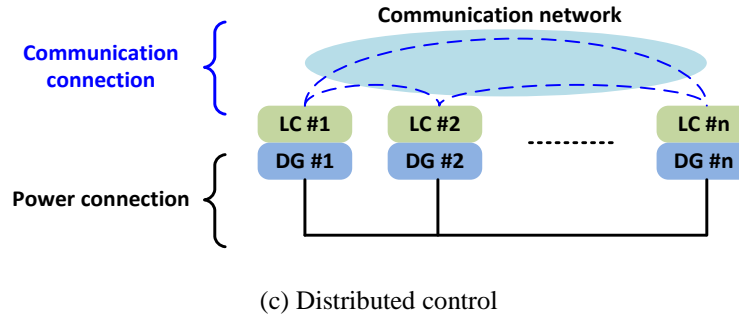 Communication network
Communication
connection
LC #1 LC #2 LC #n
DG #1 DG #2 DG #n
Power connection
(c) Distributed control